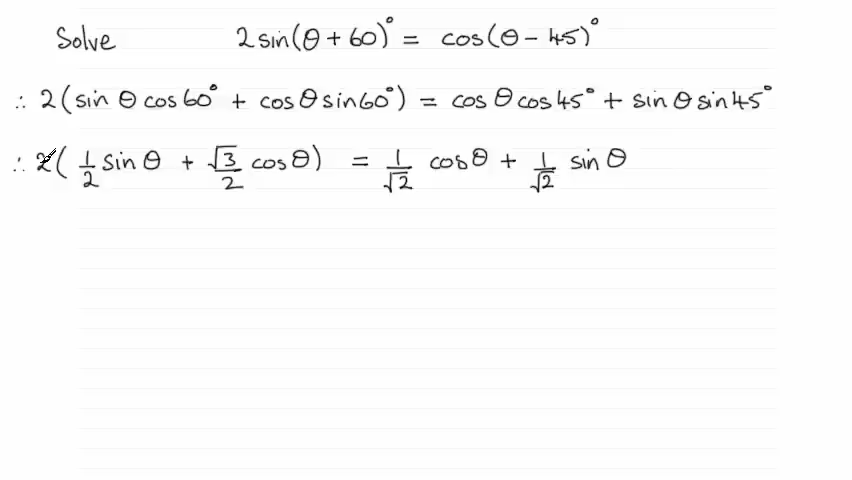 Solve 2 sin(θ + 60)° = cos(θ − 45)°
∴ 2(sin θ cos 60° + cos θ sin 60°) = cos θ cos 45° + sin θ sin 45°
∴ 2(1/2 sin θ + √3/2 cos θ) = 1/√2 cos θ + 1/√2 sin θ